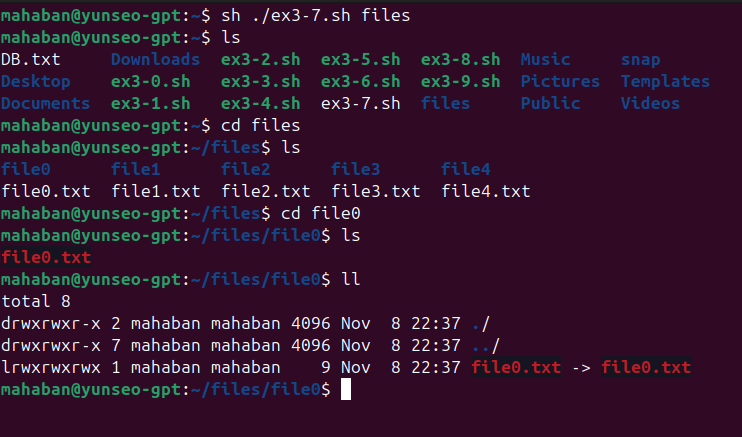 mahaban@yunseo-gpt:~$ sh ./ex3-7.sh files
mahaban@yunseo-gpt:~$ ls
DB.txt     Downloads  ex3-2.sh  ex3-5.sh  ex3-8.sh  Music     snap
Desktop    ex3-0.sh   ex3-3.sh  ex3-6.sh  ex3-9.sh  Pictures  Templates
Documents  ex3-1.sh   ex3-4.sh  ex3-7.sh  files     Public    Videos
mahaban@yunseo-gpt:~$ cd files
mahaban@yunseo-gpt:~/files$ ls
file0      file1      file2      file3      file4
file0.txt  file1.txt  file2.txt  file3.txt  file4.txt
mahaban@yunseo-gpt:~/files$ cd file0
mahaban@yunseo-gpt:~/files/file0$ ls
file0.txt
mahaban@yunseo-gpt:~/files/file0$ ll
total 8
drwxrwxr-x 2 mahaban mahaban 4096 Nov  8 22:37 ./
drwxrwxr-x 7 mahaban mahaban 4096 Nov  8 22:37 ../
lrwxrwxrwx 1 mahaban mahaban    9 Nov  8 22:37 file0.txt -> file0.txt
mahaban@yunseo-gpt:~/files/file0$